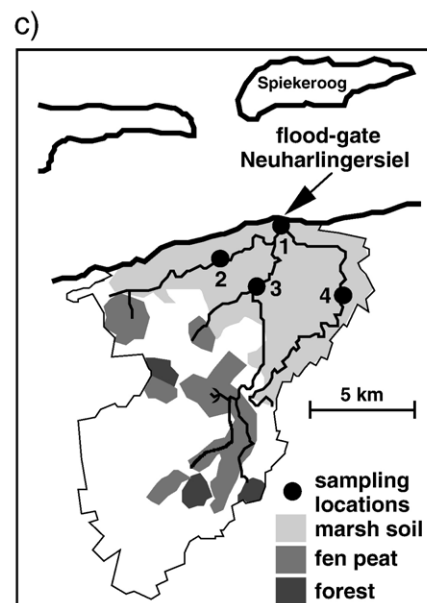 c)
Spiekeroog
flood-gate
Neuharlingersiel
1
2
3
4
5 km
sampling
locations
marsh soil
fen peat
forest